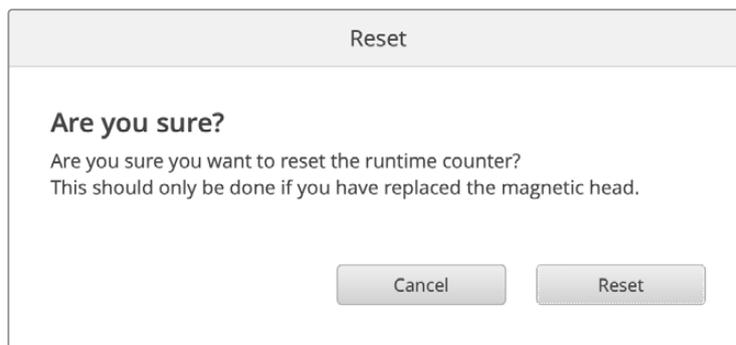 Reset
Are you sure?
Are you sure you want to reset the runtime counter?
This should only be done if you have replaced the magnetic head.
Cancel
Reset